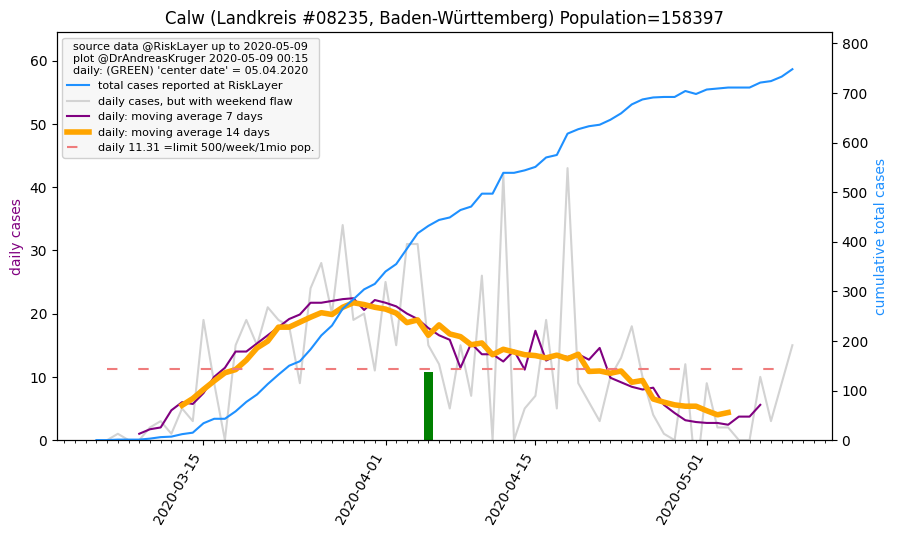 Calw (Landkreis #08235, Baden-Württemberg) Population=158397
source data @RiskLayer up to 2020-05-09
plot @DrAndreasKruger 2020-05-09 00:15
daily: (GREEN) 'center date' = 05.04.2020
total cases reported at RiskLayer
daily cases, but with weekend flaw
daily: moving average 7 days
daily: moving average 14 days
daily 11.31 =limit 500/week/1mio pop.
daily cases
60
50
40
30
20
10
0
cumulative total cases
800
700
600
500
400
300
200
100
0
2020-03-15
2020-04-01
2020-04-15
2020-05-01